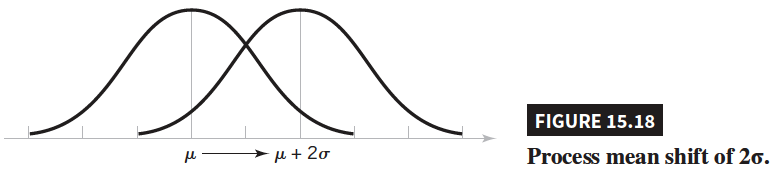 μ → μ + 2σ
FIGURE 15.18
Process mean shift of 2σ.